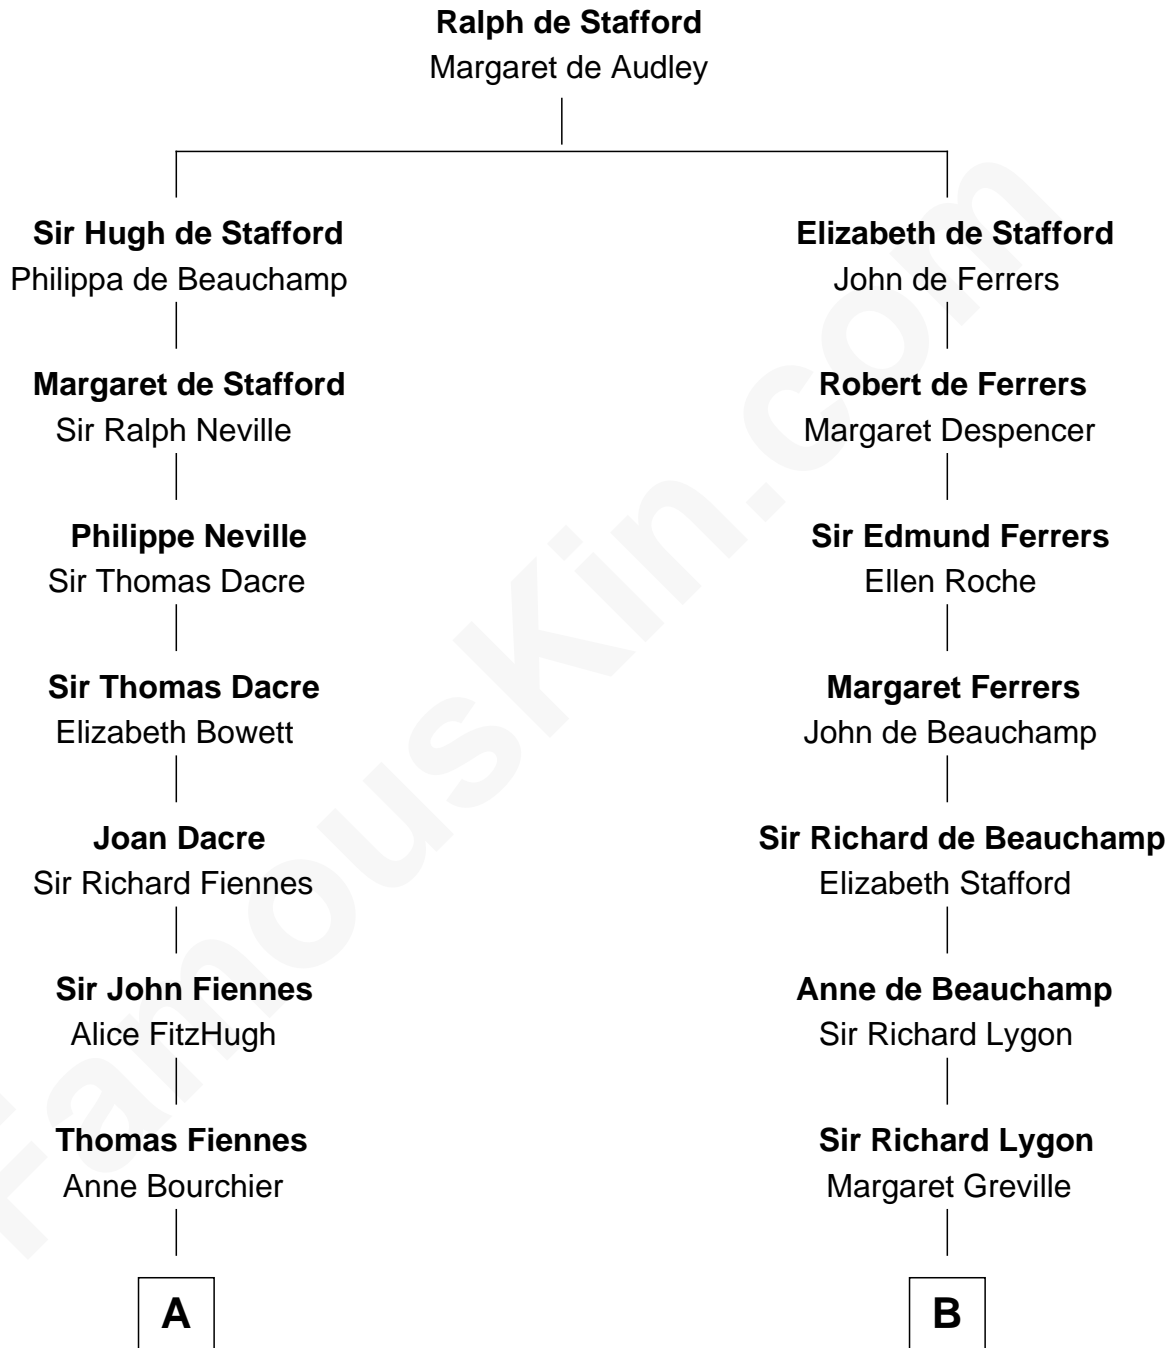 Ralph de Stafford
Margaret de Audley
Sir Hugh de Stafford
Philippa de Beauchamp
Margaret de Stafford
Sir Ralph Neville
Philippe Neville
Sir Thomas Dacre
Sir Thomas Dacre
Elizabeth Bowett
Joan Dacre
Sir Richard Fiennes
Sir John Fiennes
Alice FitzHugh
Thomas Fiennes
Anne Bourchier
A
Elizabeth de Stafford
John de Ferrers
Robert de Ferrers
Margaret Despencer
Sir Edmund Ferrers
Ellen Roche
Margaret Ferrers
John de Beauchamp
Sir Richard de Beauchamp
Elizabeth Stafford
Anne de Beauchamp
Sir Richard Lygon
Sir Richard Lygon
Margaret Greville
B
FamousKin.com